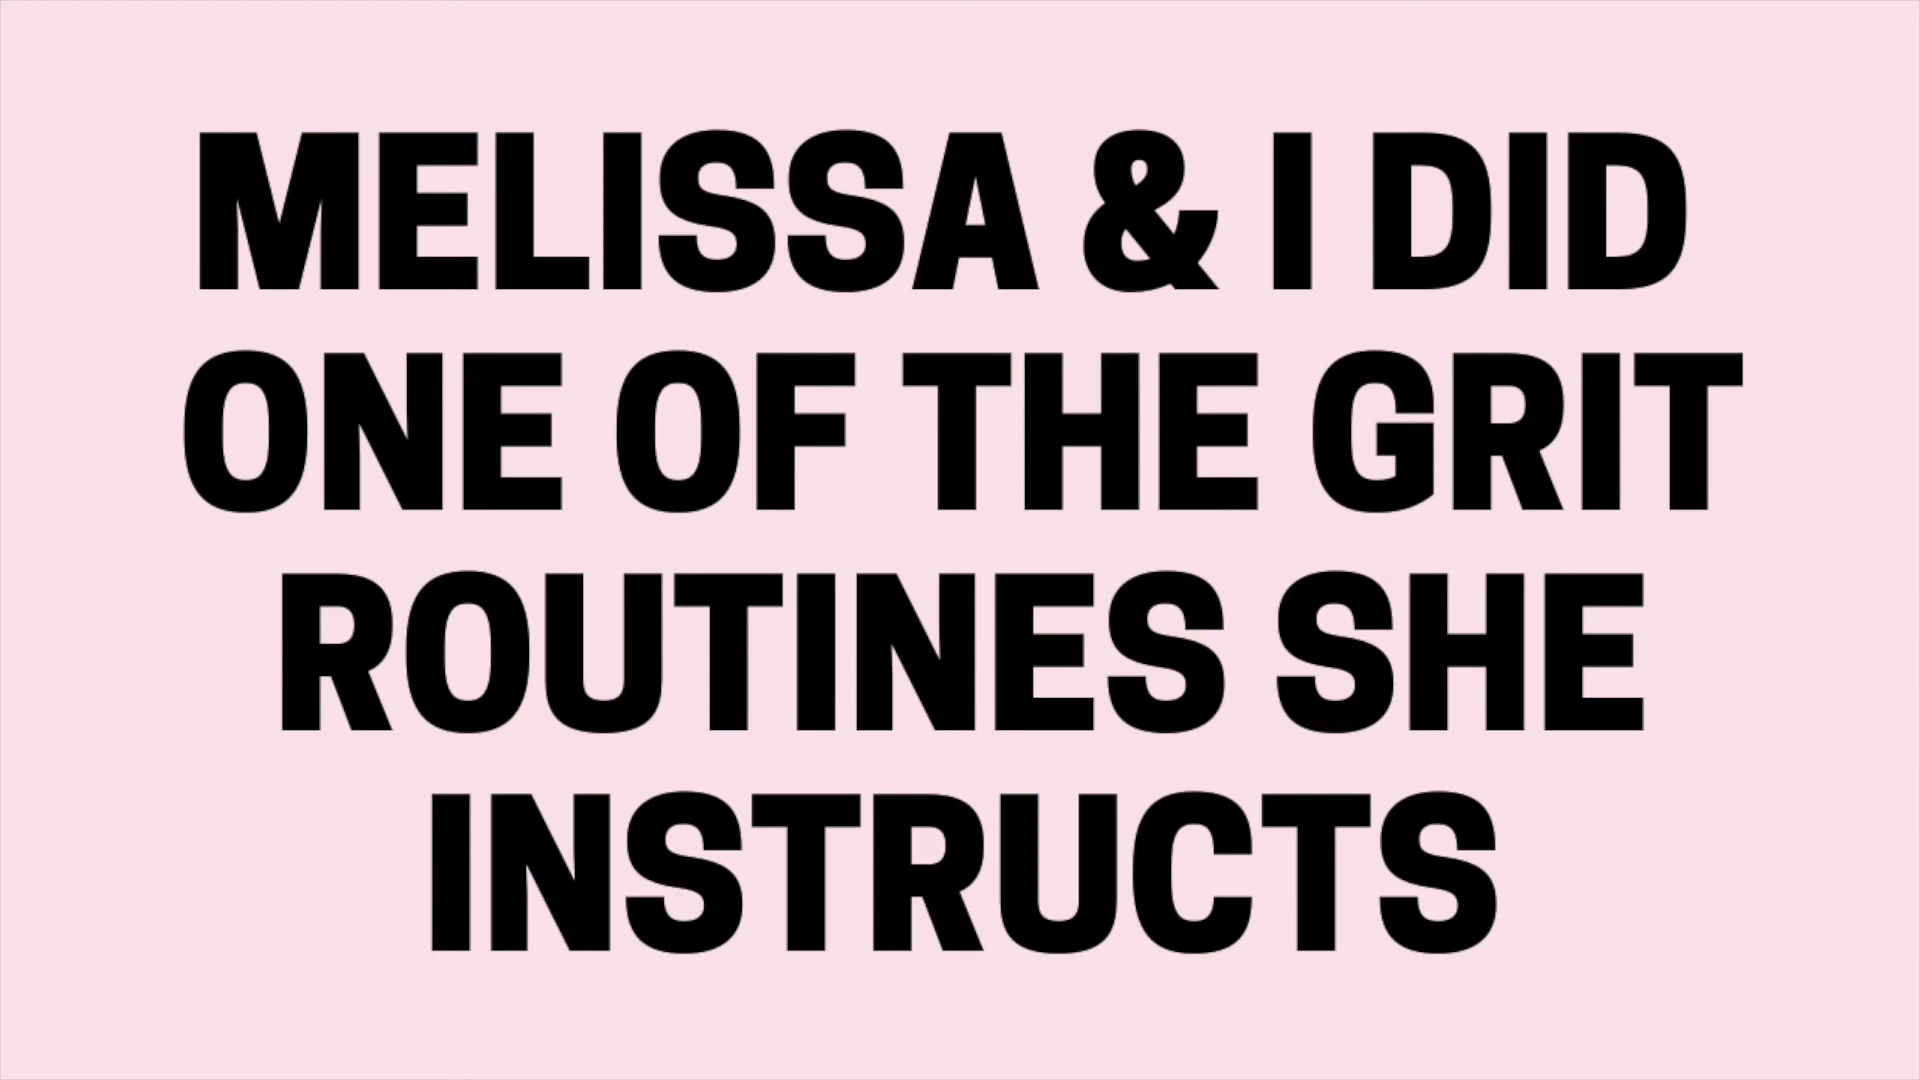 MELISSA & I DID
ONE OF THE GRIT
ROUTINES SHE
INSTRUCTS